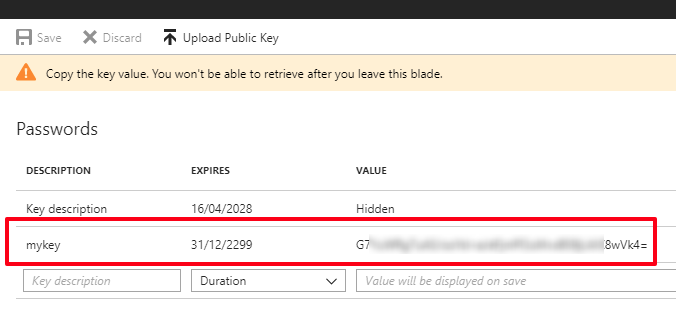 Save Discard Upload Public Key
Copy the key value. You won't be able to retrieve after you leave this blade.
Passwords
DESCRIPTION EXPIRES VALUE
Key description 16/04/2028 Hidden
mykey 31/12/2299 G7 8wVk4=
Key description Duration Value will be displayed on save